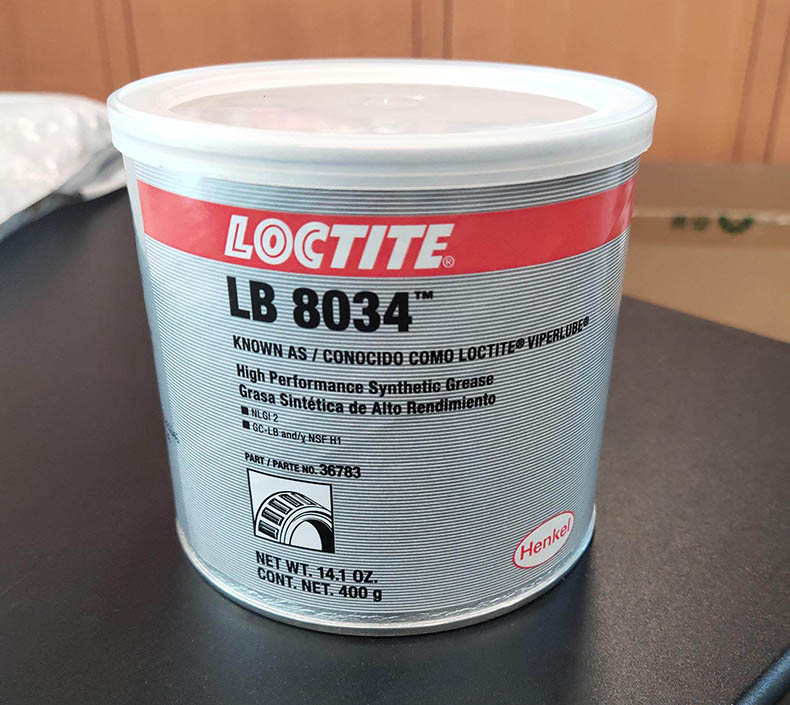 LOCTITE®
LB 8034™
KNOWN AS / CONOCIDO COMO LOCTITE® VIPERLUBE®
High Performance Synthetic Grease
Grasa Sintética de Alto Rendimiento
■ NLGI 2
■ GC-LB and/y NSF H1
PART / PARTE NO. 36783
Henkel
NET WT. 14.1 OZ.
CONT. NET. 400 g